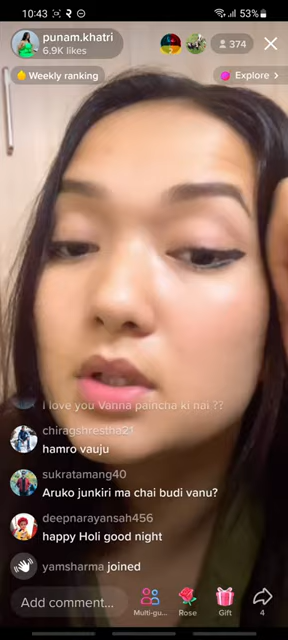 10:43
53%
punam.khatri
6.9K likes
374
Weekly ranking
Explore >
I love you Vanna paincha ki nai ??
chiragshrestha21
hamro vauju
sukratamang40
Aruko junkiri ma chai budi vanu?
deepnarayansah456
happy Holi good night
yamsharma joined
Add comment...
Multi-gu...
Rose
Gift
4